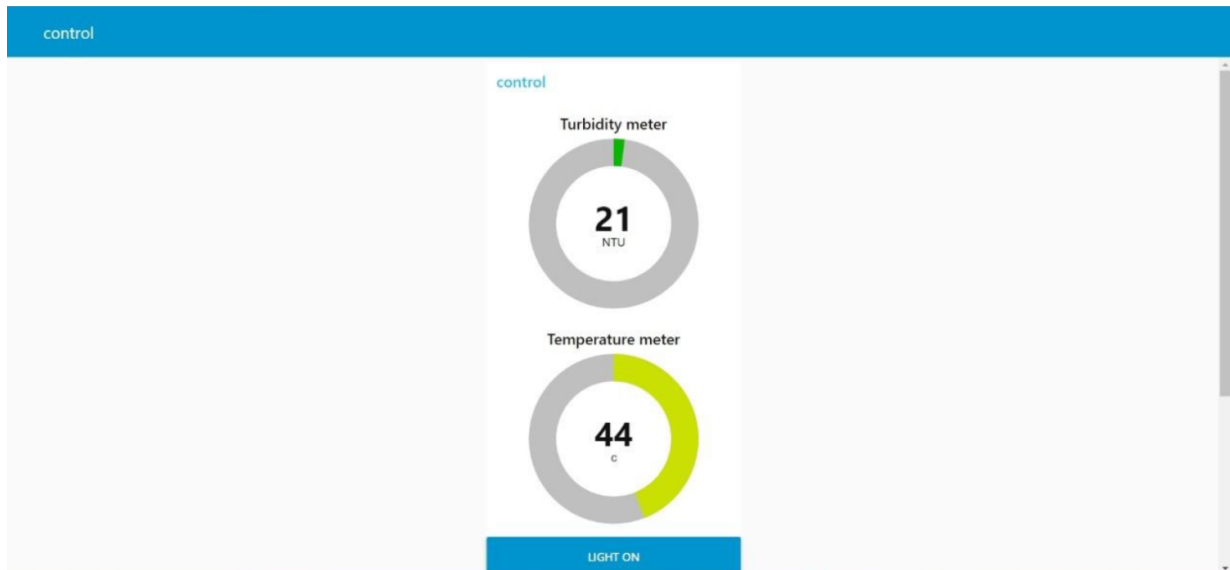 control
control
Turbidity meter
21
NTU
Temperature meter
44
c
LIGHT ON